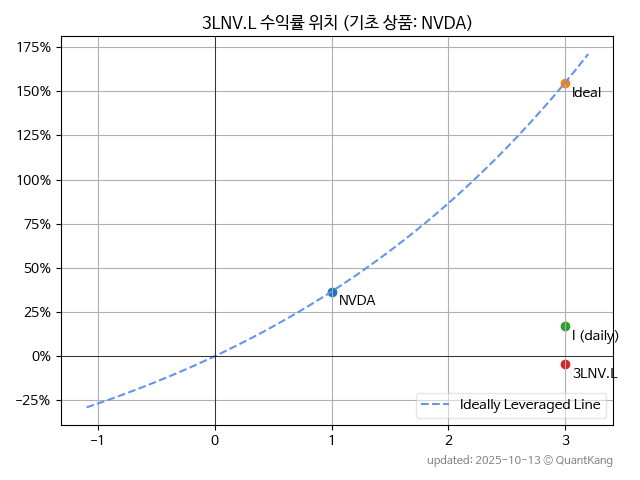 3LNV.L 수익률 위치 (기초 상품: NVDA)
175%
150%
125%
100%
75%
50%
25%
0%
−25%
Ideal
NVDA
I (daily)
3LNV.L
Ideally Leveraged Line
−1
0
1
2
3
updated: 2025-10-13 © QuantKang